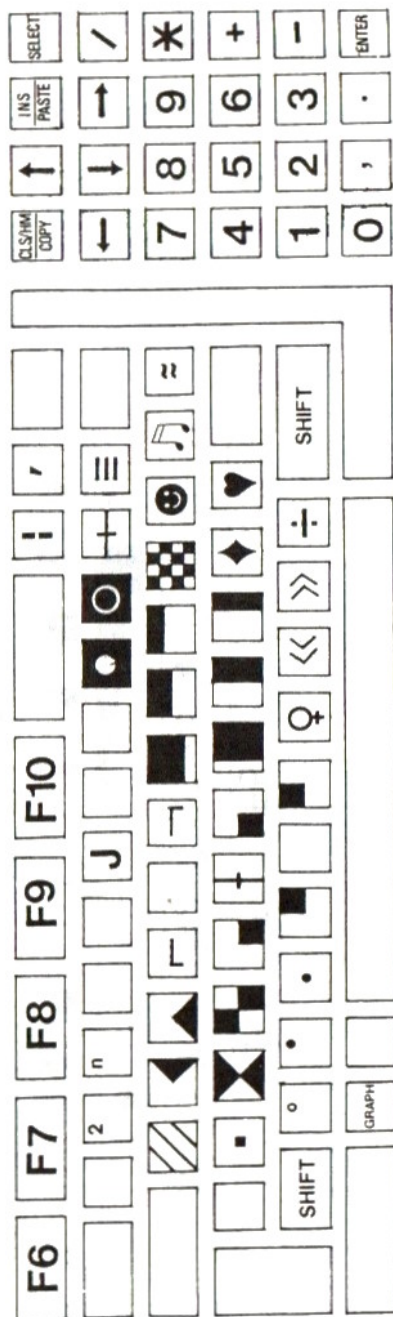 F6 F7 F8 F9 F10 ¦ ′ CLS/HM COPY ↑ INS PASTE SELECT
2 n J ≡ ← ↓ → /
┌ ┐ ☻ ♫ ≈ 7 8 9 *
┼ ♦ ♥ 4 5 6 +
SHIFT ° • • ♀ « » ÷ SHIFT 1 2 3 -
GRAPH 0 , . ENTER